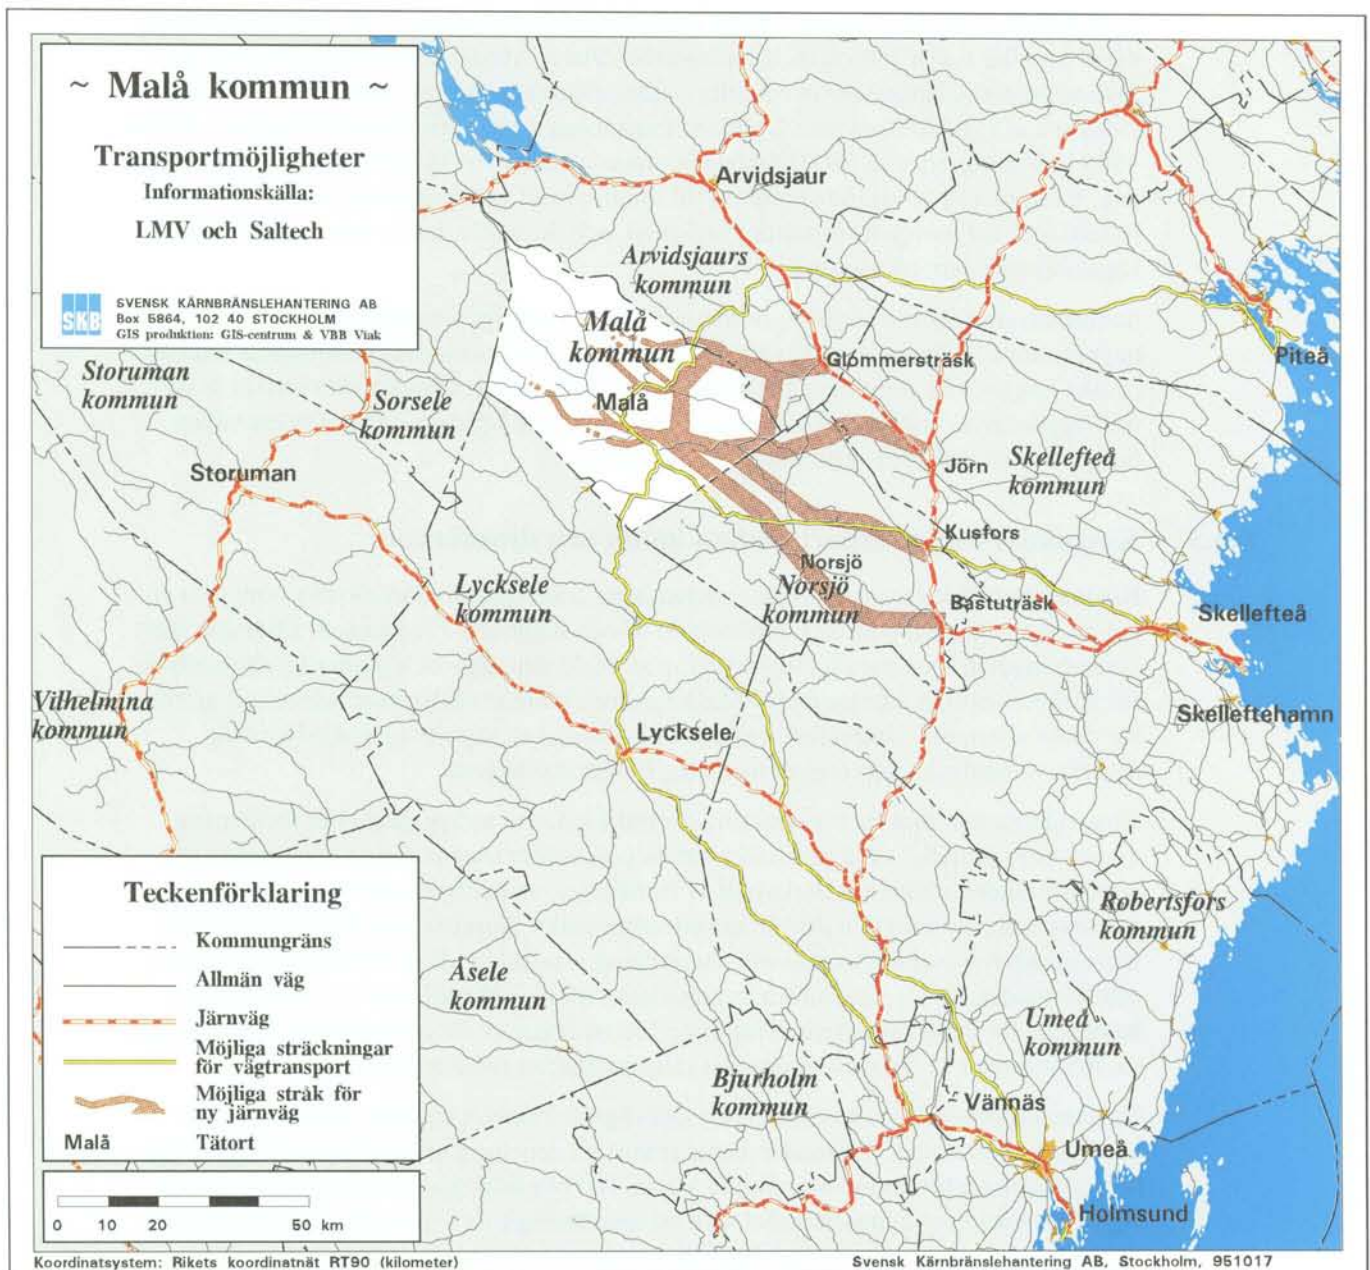 ~ Malå kommun ~
Transportmöjligheter
Informationskälla:
LMV och Saltech
SKB
SVENSK KÄRNBRÄNSLEHANTERING AB
Box 5864, 102 40 STOCKHOLM
GIS produktion: GIS-centrum & VBB Viak
Arvidsjaur
Arvidsjaurs
kommun
Malå
kommun
Glommersträsk
Piteå
Storuman
kommun
Sorsele
kommun
Malå
Storuman
Jörn
Skellefteå
kommun
Kusfors
Norsjö
Norsjö
kommun
Lycksele
kommun
Bastuträsk
Skellefteå
Vilhelmina
kommun
Lycksele
Skelleftehamn
Teckenförklaring
Kommungräns
Allmän väg
Järnväg
Möjliga sträckningar
för vägtransport
Möjliga stråk för
ny järnväg
Malå
Tätort
Robertsfors
kommun
Åsele
kommun
Umeå
kommun
Bjurholm
kommun
Vännäs
Umeå
Holmsund
0 10 20 50 km
Koordinatsystem: Rikets koordinatnät RT90 (kilometer)
Svensk Kärnbränslehantering AB, Stockholm, 951017